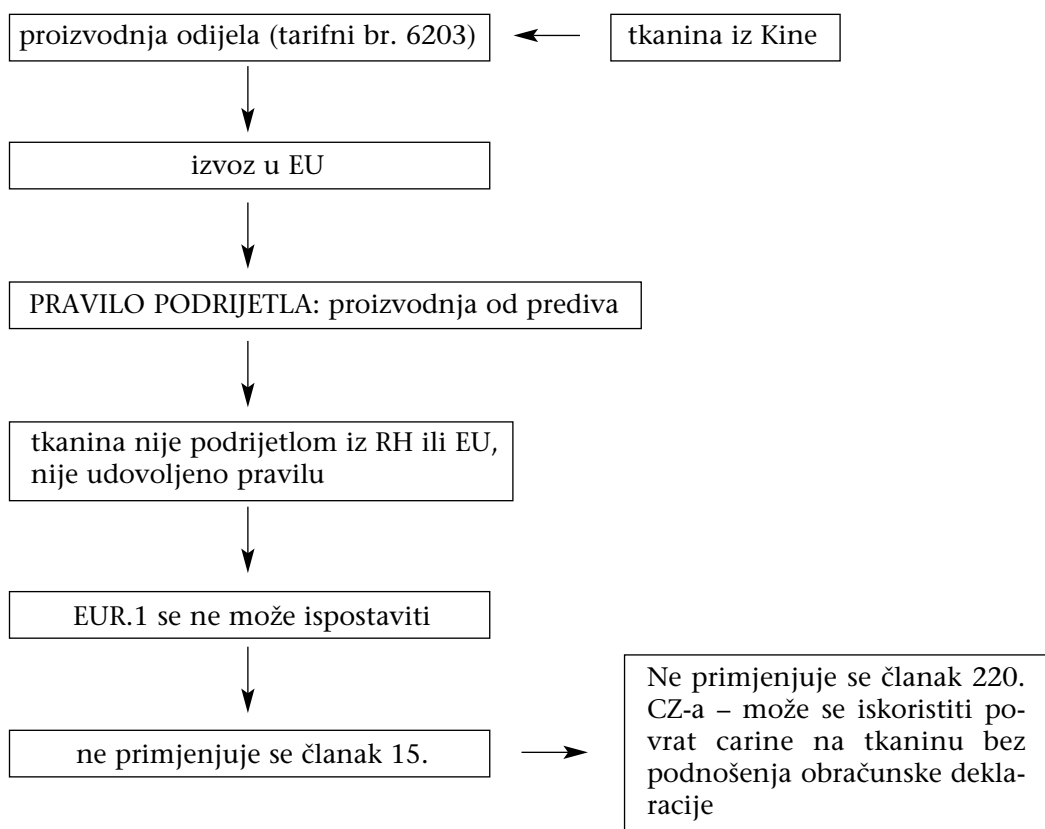 proizvodnja odijela (tarifni br. 6203)
tkanina iz Kine
izvoz u EU
PRAVILO PODRIJETLA: proizvodnja od prediva
tkanina nije podrijetlom iz RH ili EU,
nije udovoljeno pravilu
EUR.1 se ne može ispostaviti
ne primjenjuje se članak 15.
Ne primjenjuje se članak 220.
CZ-a – može se iskoristiti po-
vrat carine na tkaninu bez
podnošenja obračunske dekla-
racije